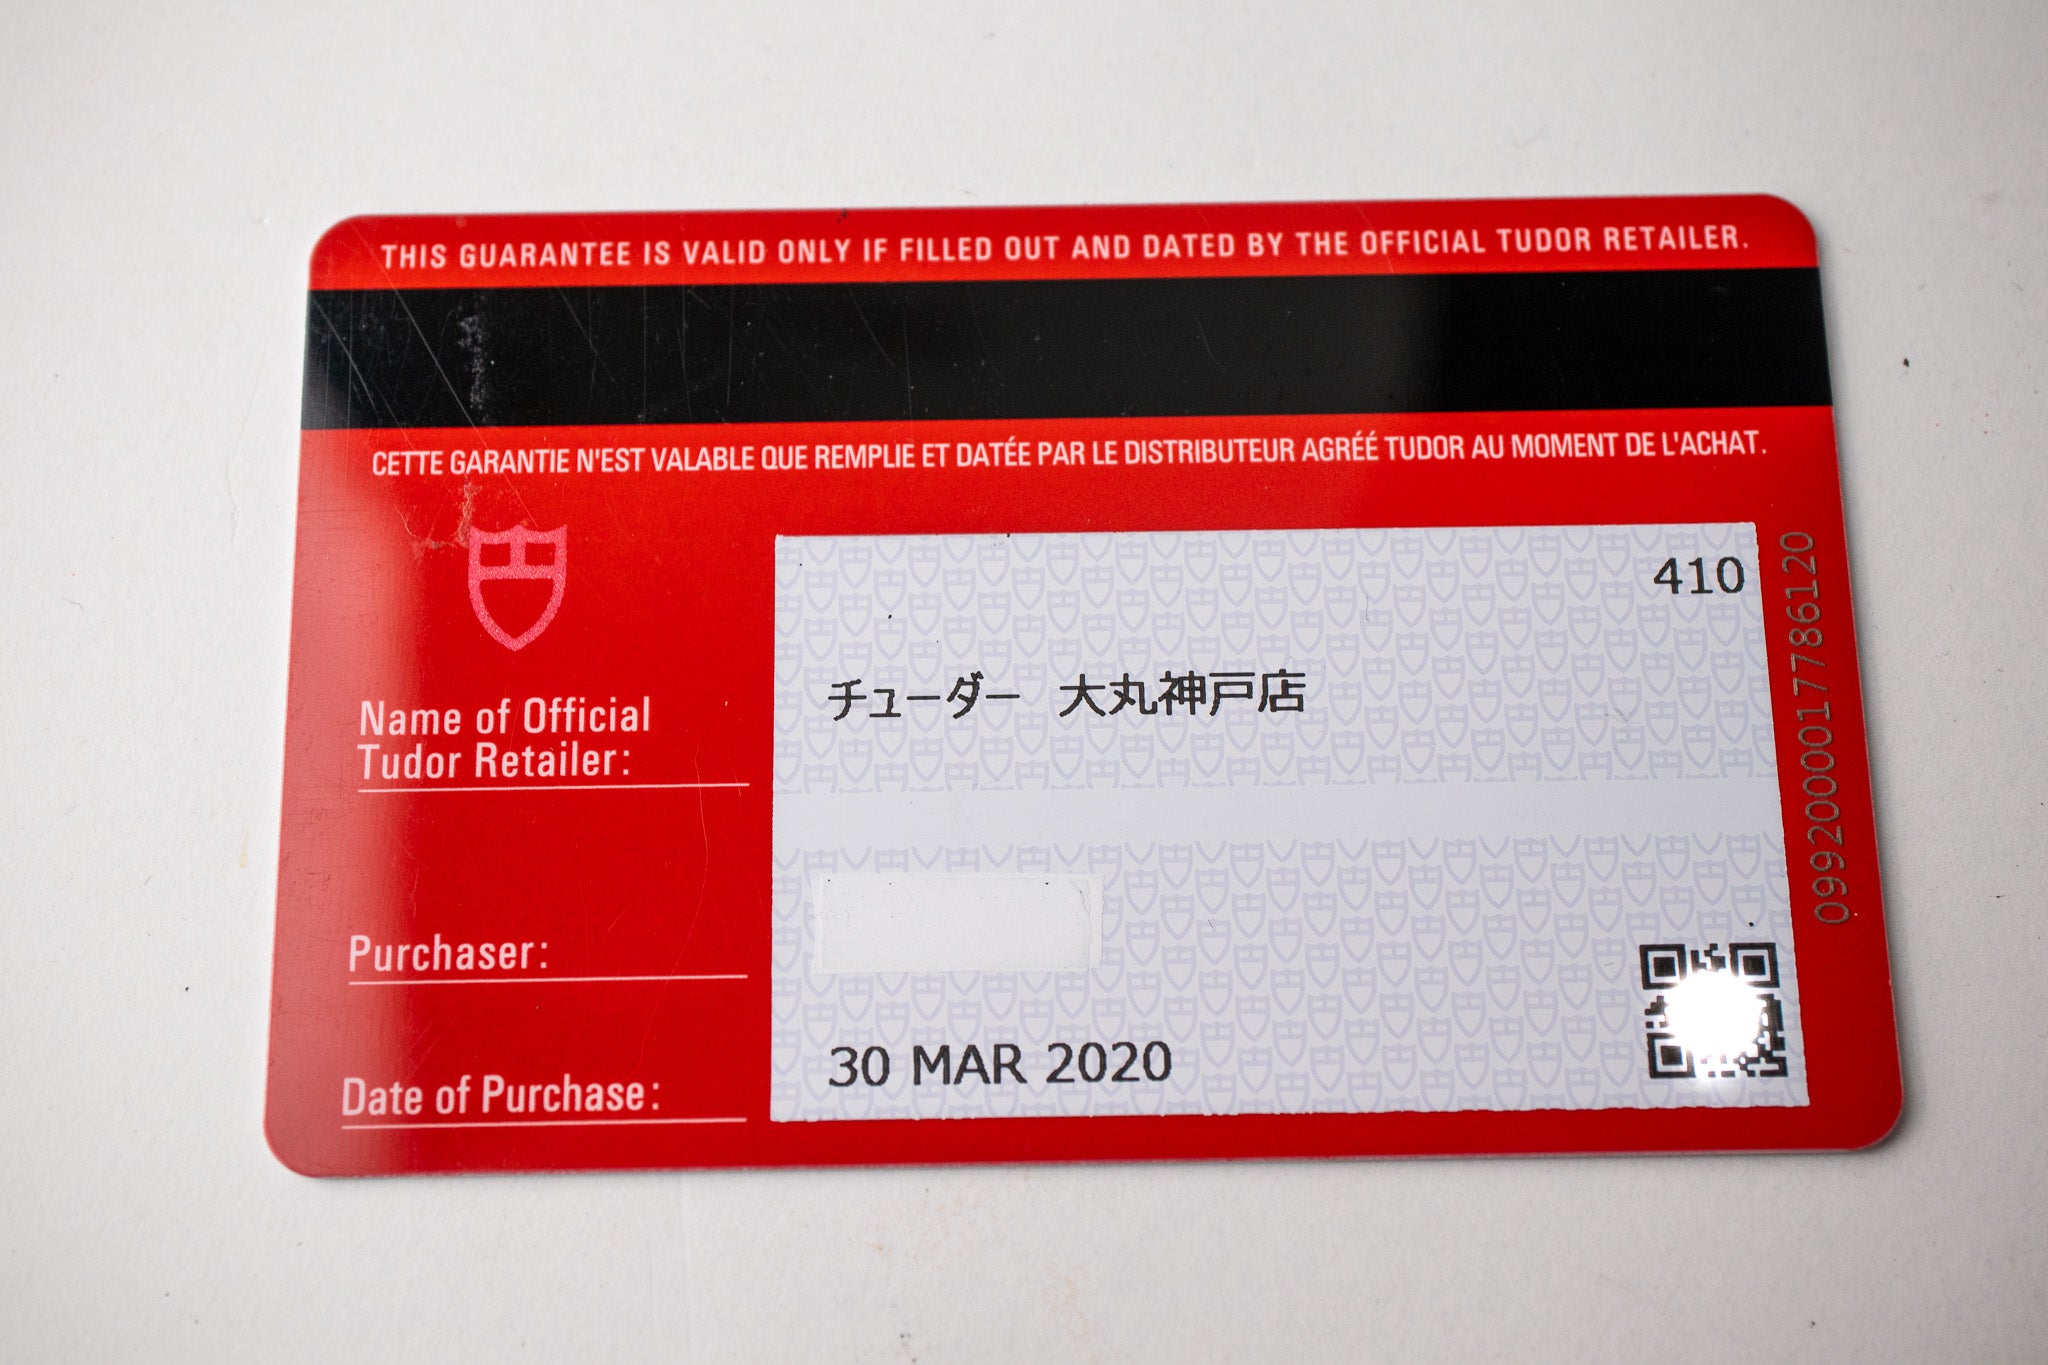 THIS GUARANTEE IS VALID ONLY IF FILLED OUT AND DATED BY THE OFFICIAL TUDOR RETAILER.
CETTE GARANTIE N'EST VALABLE QUE REMPLIE ET DATÉE PAR LE DISTRIBUTEUR AGRÉÉ TUDOR AU MOMENT DE L'ACHAT.
410
Name of Official
Tudor Retailer:
チューダー 大丸神戸店
Purchaser:
Date of Purchase:
30 MAR 2020
09920000017786120